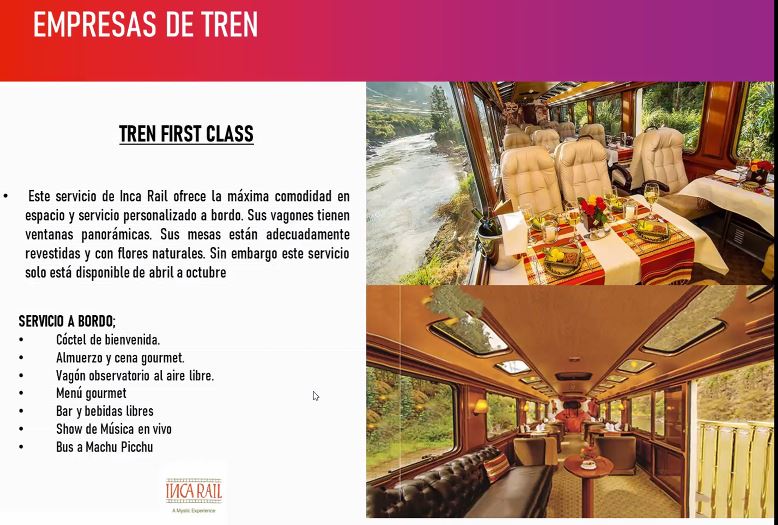 EMPRESAS DE TREN
TREN FIRST CLASS
• Este servicio de Inca Rail ofrece la máxima comodidad en
espacio y servicio personalizado a bordo. Sus vagones tienen
ventanas panorámicas. Sus mesas están adecuadamente
revestidas y con flores naturales. Sin embargo este servicio
solo está disponible de abril a octubre
SERVICIO A BORDO;
• Cóctel de bienvenida.
• Almuerzo y cena gourmet.
• Vagón observatorio al aire libre.
• Menú gourmet
• Bar y bebidas libres
• Show de Música en vivo
• Bus a Machu Picchu
INCA RAIL
A Mystic Experience